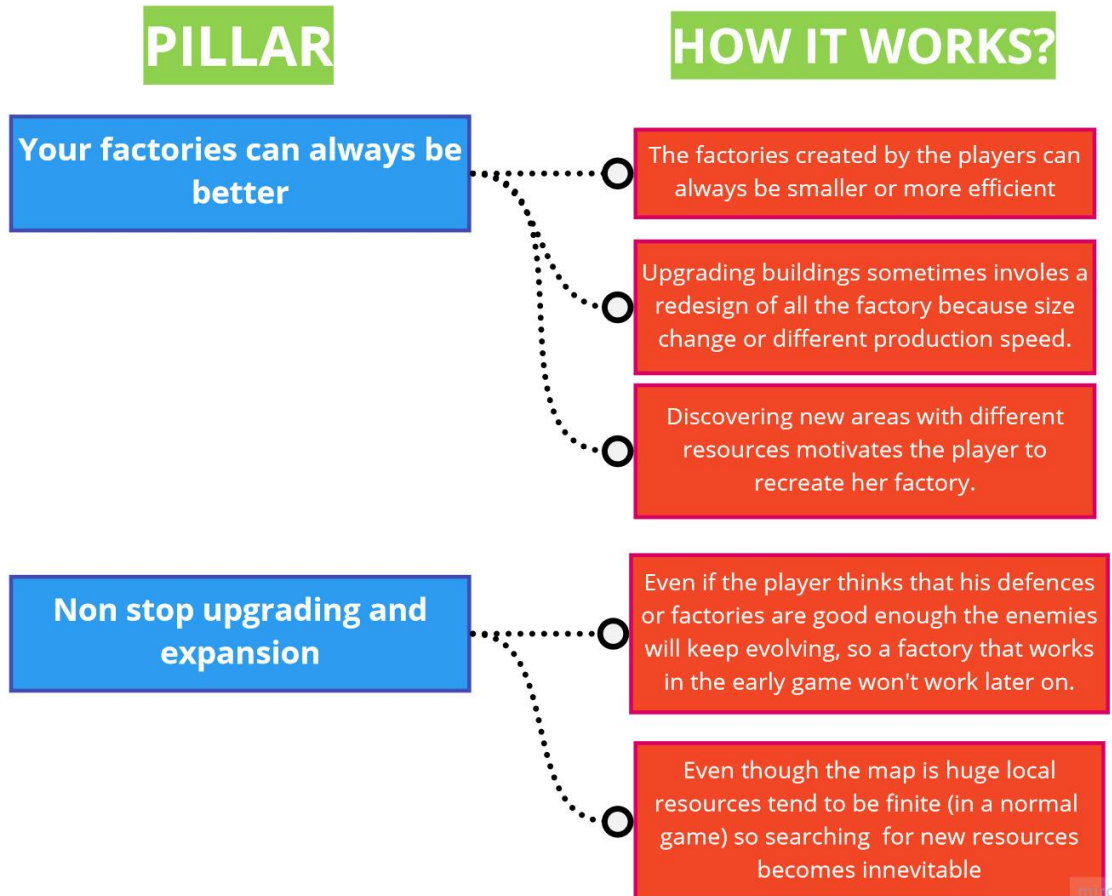 PILLAR
HOW IT WORKS?
Your factories can always be
better
The factories created by the players can
always be smaller or more efficient
Upgrading buildings sometimes involes a
redesign of all the factory because size
change or different production speed.
Discovering new areas with different
resources motivates the player to
recreate her factory.
Non stop upgrading and
expansion
Even if the player thinks that his defences
or factories are good enough the enemies
will keep evolving, so a factory that works
in the early game won't work later on.
Even though the map is huge local
resources tend to be finite (in a normal
game) so searching  for new resources
becomes innevitable